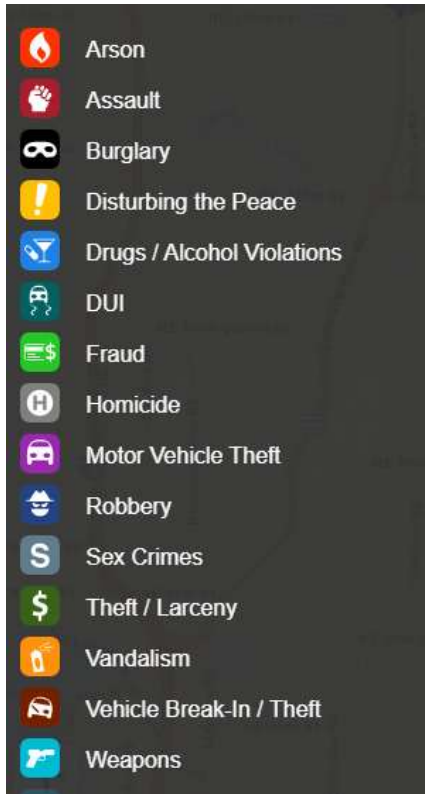 Arson
Assault
Burglary
Disturbing the Peace
Drugs / Alcohol Violations
DUI
$ Fraud
H Homicide
Motor Vehicle Theft
Robbery
S Sex Crimes
$ Theft / Larceny
Vandalism
Vehicle Break-In / Theft
Weapons